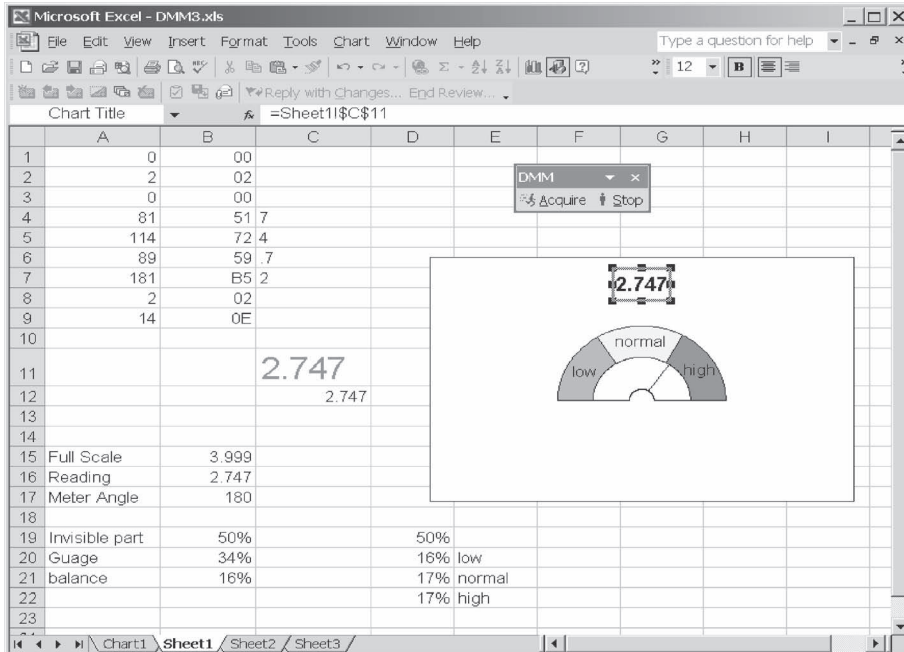 Microsoft Excel - DMM3.xls
File Edit View Insert Format Tools Chart Window Help Type a question for help
12 B
Reply with Changes... End Review...
Chart Title fx =Sheet1!$C$11
A B C D E F G H I
1 0 00
2 2 02
3 0 00
4 81 51 7
5 114 72 4
6 89 59 .7
7 181 B5 2
8 2 02
9 14 0E
10
11 2.747
12 2.747
13
14
15 Full Scale 3.999
16 Reading 2.747
17 Meter Angle 180
18
19 Invisible part 50% 50%
20 Guage 34% 16% low
21 balance 16% 17% normal
22 17% high
23
DMM
Acquire Stop
2.747
normal
low high
Chart1 Sheet1 Sheet2 Sheet3